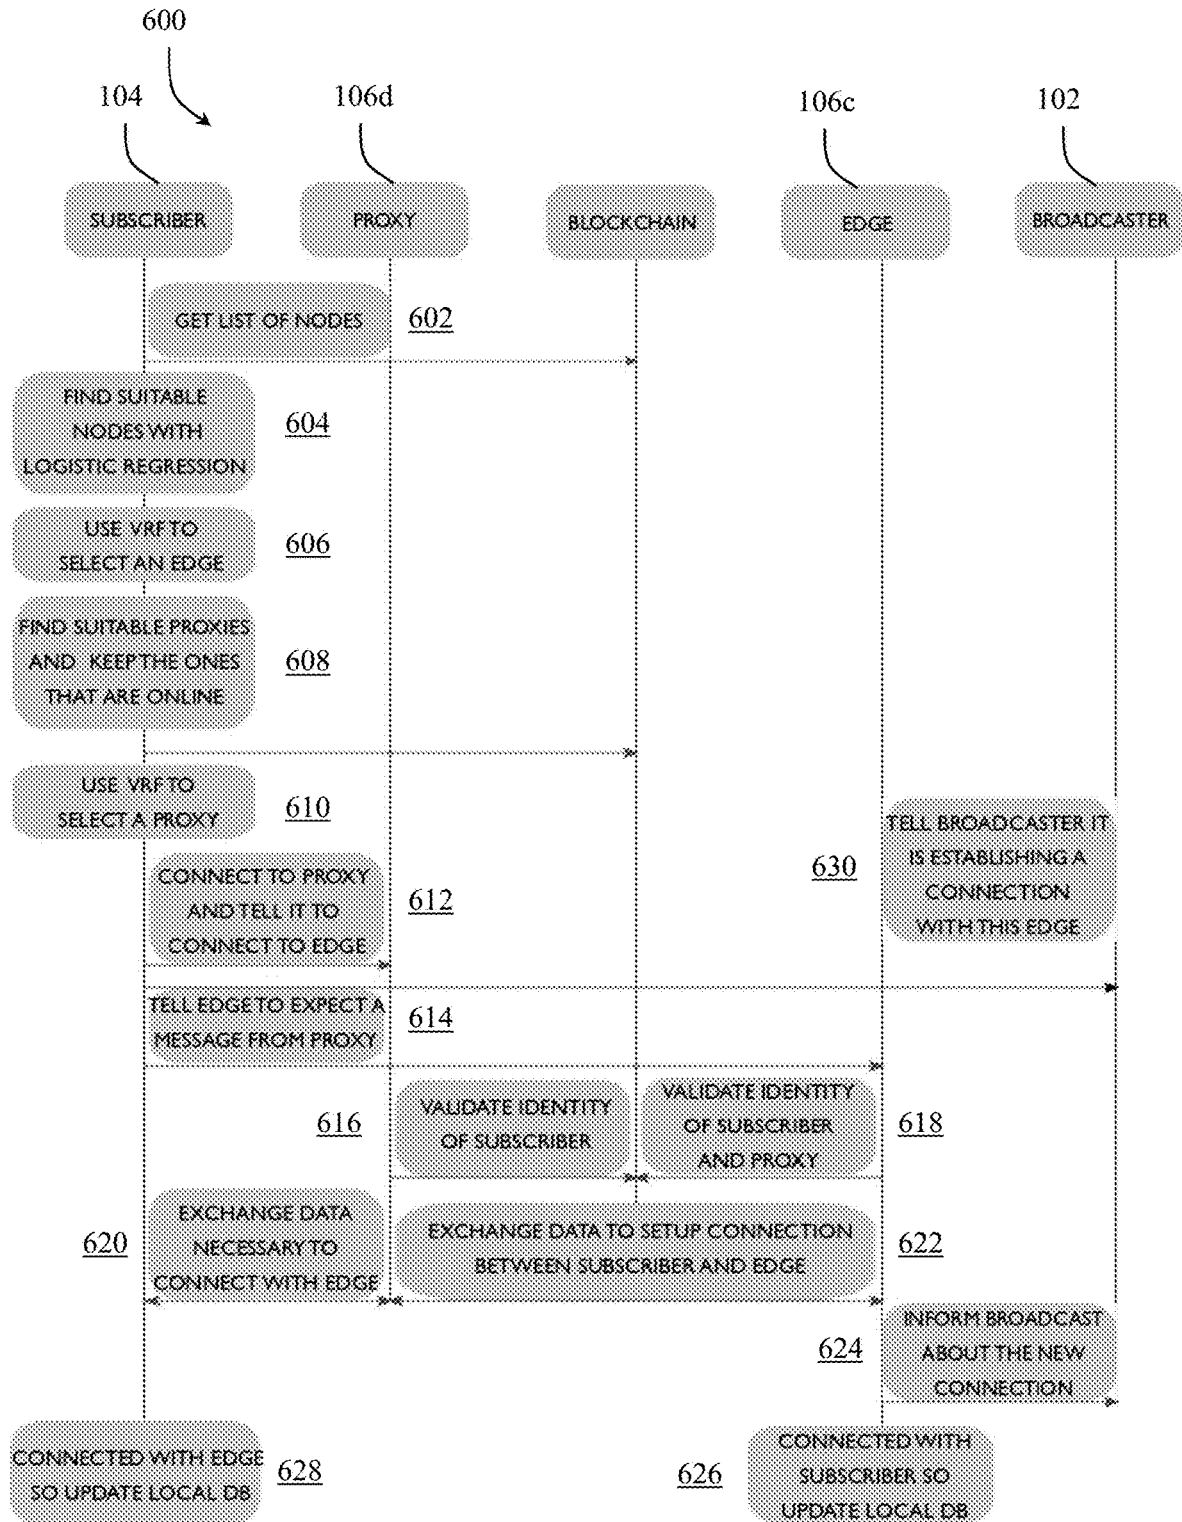 600
104
106d
106c
102
SUBSCRIBER
PROXY
BLOCKCHAIN
EDGE
BROADCASTER
GET LIST OF NODES
602
FIND SUITABLE
NODES WITH
LOGISTIC REGRESSION
604
USE VRF TO
SELECT AN EDGE
606
FIND SUITABLE PROXIES
AND KEEP THE ONES
THAT ARE ONLINE
608
USE VRF TO
SELECT A PROXY
610
TELL BROADCASTER IT
IS ESTABLISHING A
CONNECTION
WITH THIS EDGE
630
CONNECT TO PROXY
AND TELL IT TO
CONNECT TO EDGE
612
TELL EDGE TO EXPECT A
MESSAGE FROM PROXY
614
616
VALIDATE IDENTITY
OF SUBSCRIBER
VALIDATE IDENTITY
OF SUBSCRIBER
AND PROXY
618
620
EXCHANGE DATA
NECESSARY TO
CONNECT WITH EDGE
EXCHANGE DATA TO SETUP CONNECTION
BETWEEN SUBSCRIBER AND EDGE
622
624
INFORM BROADCAST
ABOUT THE NEW
CONNECTION
CONNECTED WITH EDGE
SO UPDATE LOCAL DB
628
626
CONNECTED WITH
SUBSCRIBER SO
UPDATE LOCAL DB